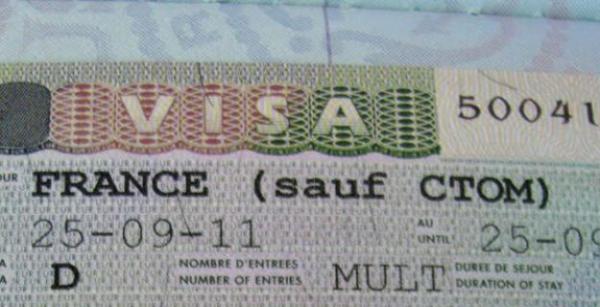 VISA 50041
OUR FRANCE (sauf CTOM)
25-09-11 AU UNTIL 25-09
D NOMBRE D'ENTREES NUMBER OF ENTRIES MULT DUREE DE SEJOUR DURATION OF STAY